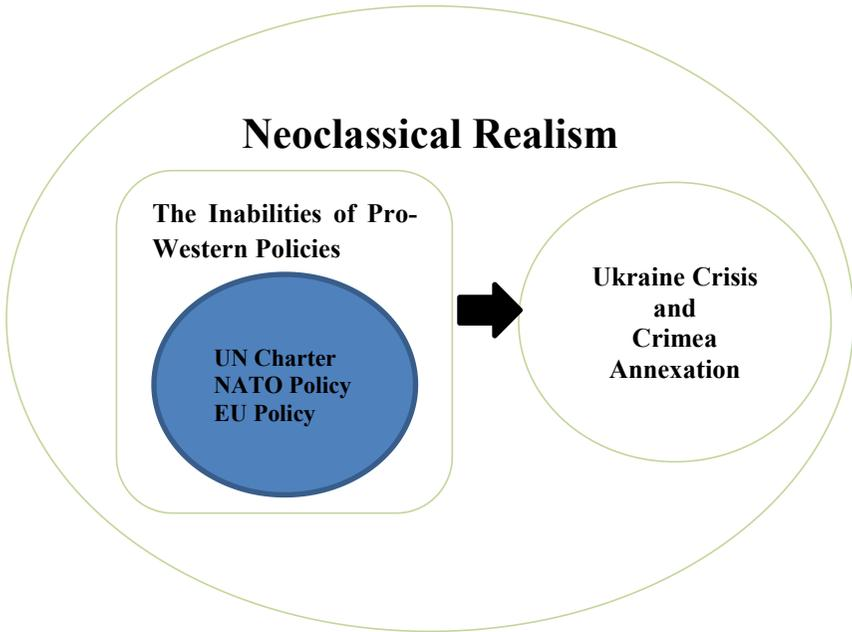 Neoclassical Realism
The Inabilities of Pro-
Western Policies
UN Charter
NATO Policy
EU Policy
Ukraine Crisis
and
Crimea
Annexation